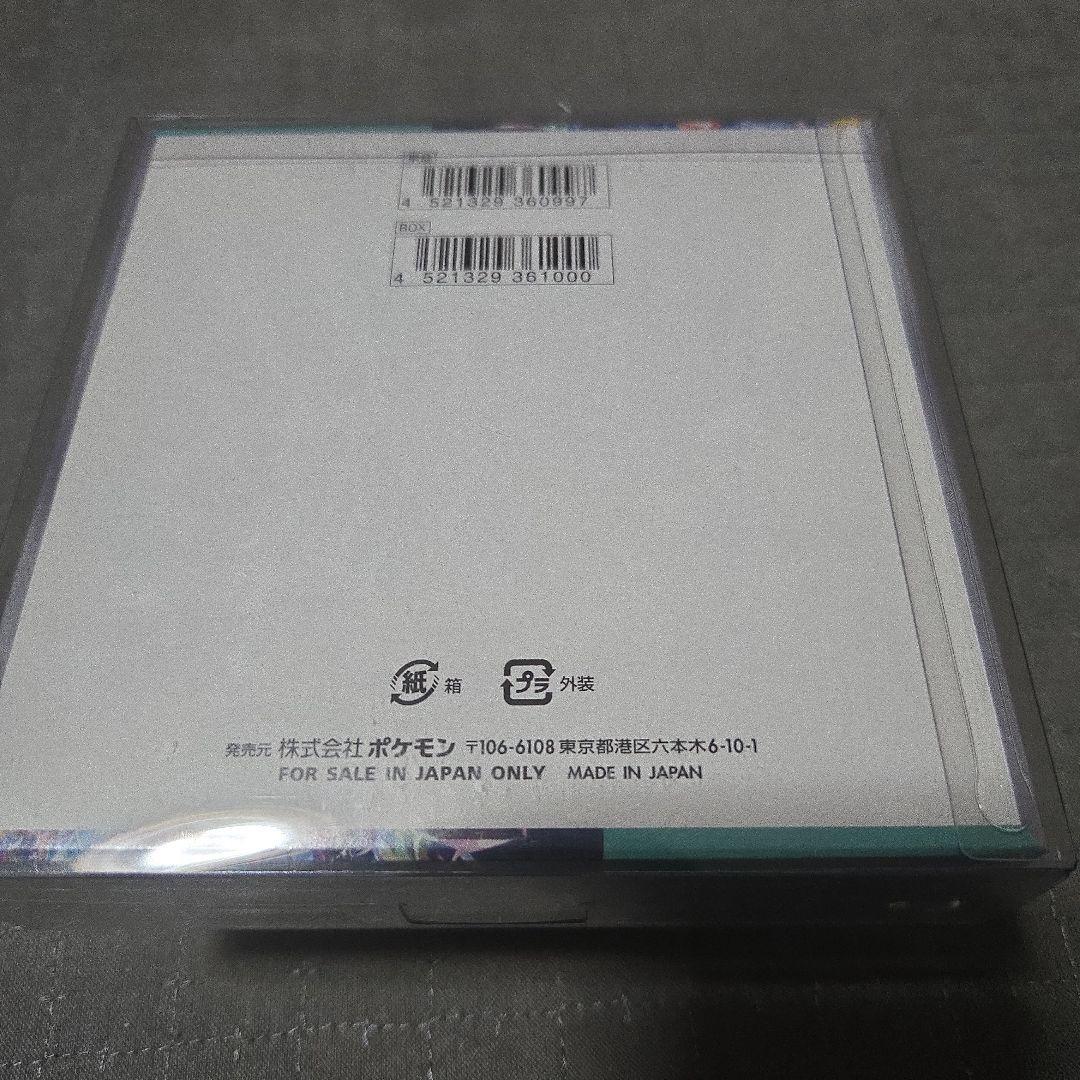 4 521329 360997
BOX
4 521329 361000
紙 箱 プラ 外装
発売元 株式会社 ポケモン 〒106-6108 東京都港区六本木6-10-1
FOR SALE IN JAPAN ONLY MADE IN JAPAN